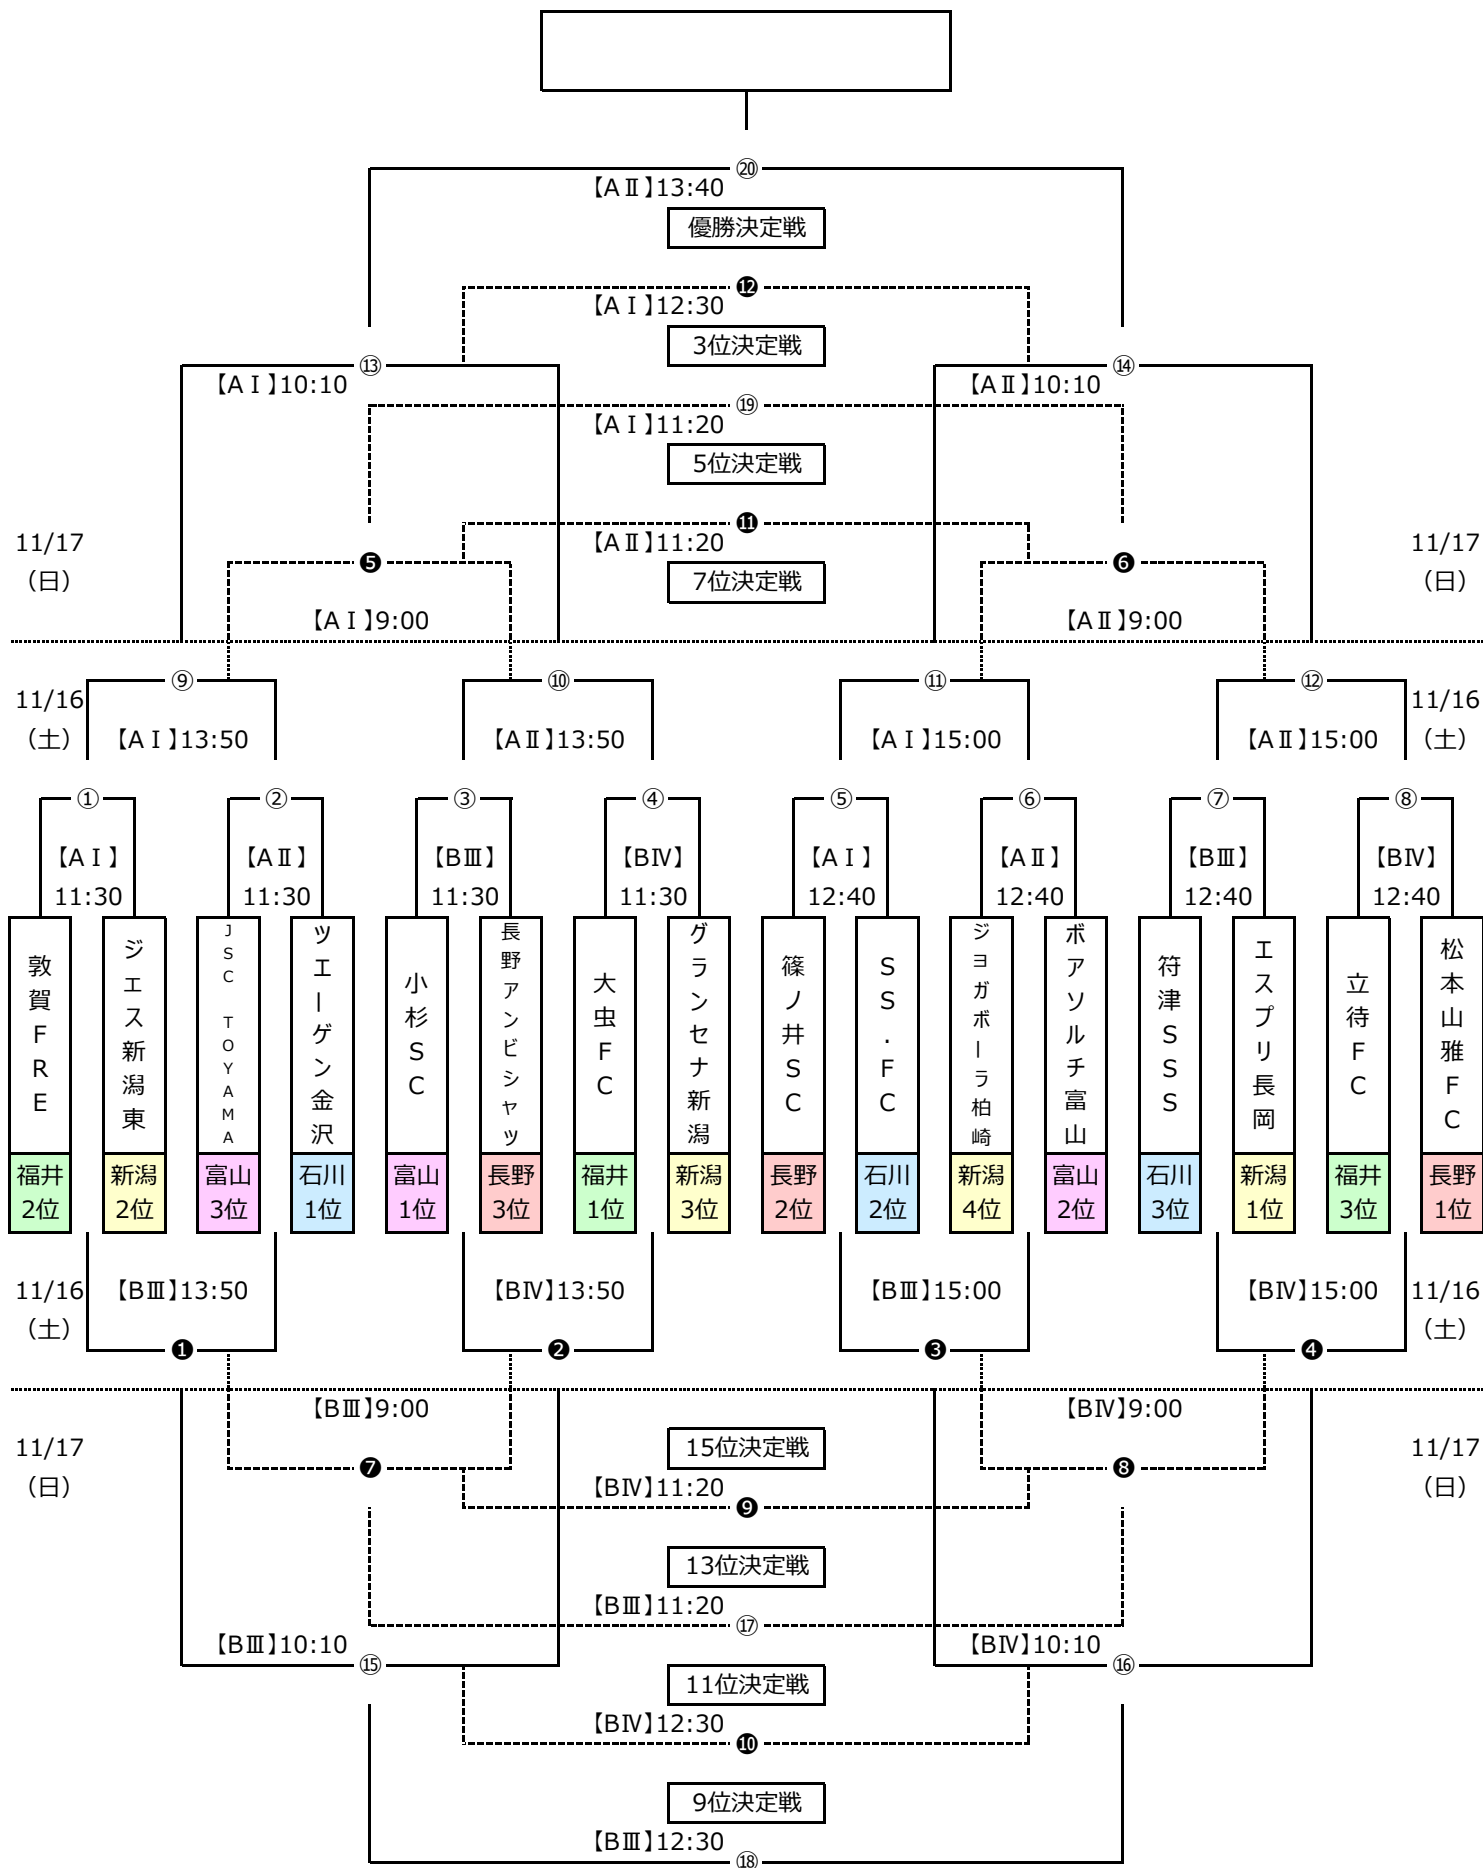 ⑳
【AⅡ】13:40
優勝決定戦
⓬
【AⅠ】12:30
3位決定戦
⑬ ⑭
【AⅠ】10:10 【AⅡ】10:10
⑲
【AⅠ】11:20
5位決定戦
⓫
11/17 【AⅡ】11:20 11/17
❺ ❻
(日) 7位決定戦 (日)
【AⅠ】9:00 【AⅡ】9:00
⑨ ⑩ ⑪ ⑫
11/16 11/16
(土) 【AⅠ】13:50 【AⅡ】13:50 【AⅠ】15:00 【AⅡ】15:00 (土)
① ② ③ ④ ⑤ ⑥ ⑦ ⑧
【AⅠ】 【AⅡ】 【BⅢ】 【BⅣ】 【AⅠ】 【AⅡ】 【BⅢ】 【BⅣ】
11:30 11:30 11:30 11:30 12:40 12:40 12:40 12:40
敦賀FRE
ジェス新潟東
JSC TOYAMA
ツエーゲン金沢
小杉SC
長野アンビシャツ
大虫FC
グランセナ新潟
篠ノ井SC
SS.FC
ジョガボーラ柏崎
ボアソルチ富山
符津SSS
エスプリ長岡
立待FC
松本山雅FC
福井 新潟 富山 石川 富山 長野 福井 新潟 長野 石川 新潟 富山 石川 新潟 福井 長野
2位 2位 3位 1位 1位 3位 1位 3位 2位 2位 4位 2位 3位 1位 3位 1位
11/16 【BⅢ】13:50 【BⅣ】13:50 【BⅢ】15:00 【BⅣ】15:00 11/16
(土) (土)
❶ ❷ ❸ ❹
【BⅢ】9:00 【BⅣ】9:00
11/17 15位決定戦 11/17
❼ ❽
(日) 【BⅣ】11:20 (日)
❾
13位決定戦
【BⅢ】11:20
⑰
【BⅢ】10:10 【BⅣ】10:10
⑮ ⑯
11位決定戦
【BⅣ】12:30
❿
9位決定戦
【BⅢ】12:30
⑱